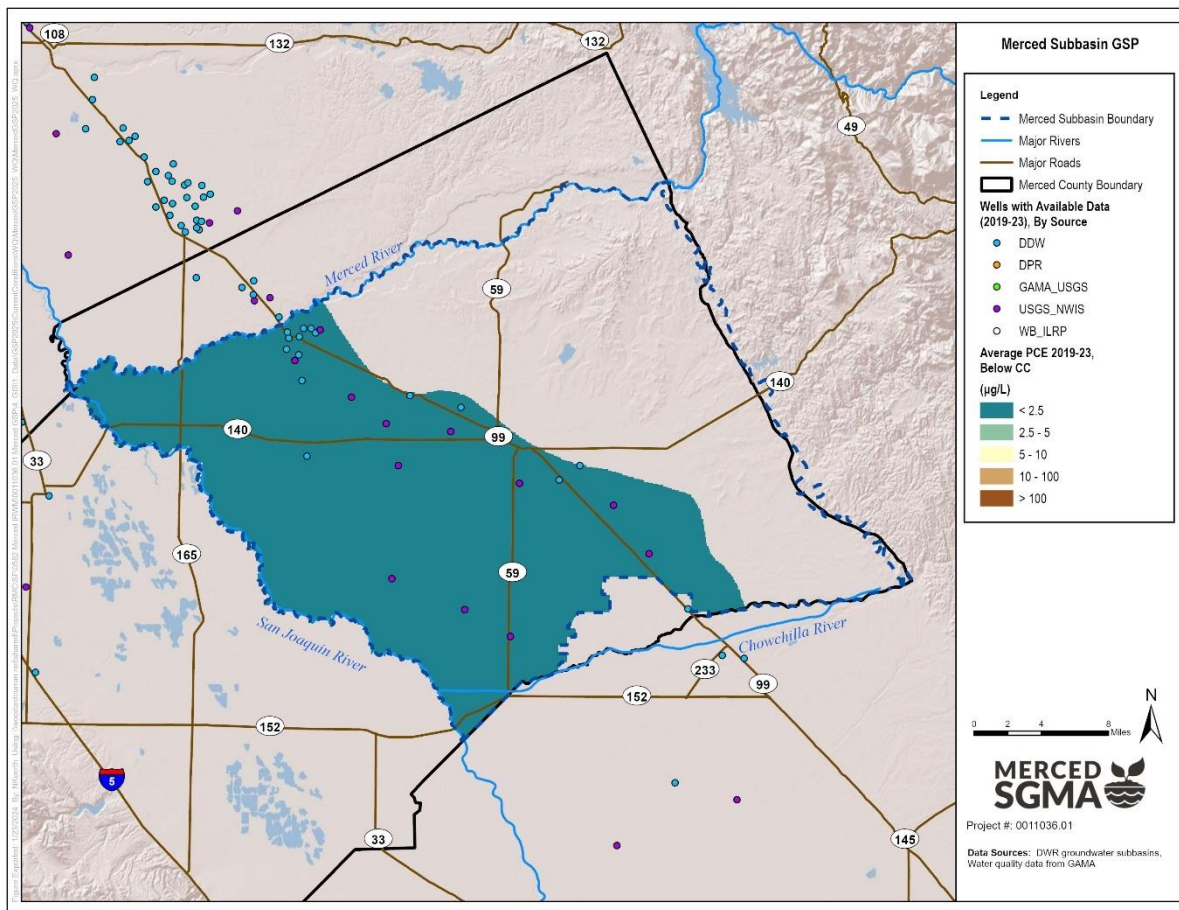 108
132
132
49
Merced River
59
140
140
99
33
165
59
San Joaquin River
Chowchilla River
233
99
152
152
5
33
145
Merced Subbasin GSP
Legend
Merced Subbasin Boundary
Major Rivers
Major Roads
Merced County Boundary
Wells with Available Data
(2019-23), By Source
DDW
DPR
GAMA_USGS
USGS_NWIS
WB_ILRP
Average PCE 2019-23,
Below CC
(µg/L)
< 2.5
2.5 - 5
5 - 10
10 - 100
> 100
N
0 2 4 8
Miles
MERCED
SGMA
Project #: 0011036.01
Data Sources: DWR groundwater subbasins,
Water quality data from GAMA